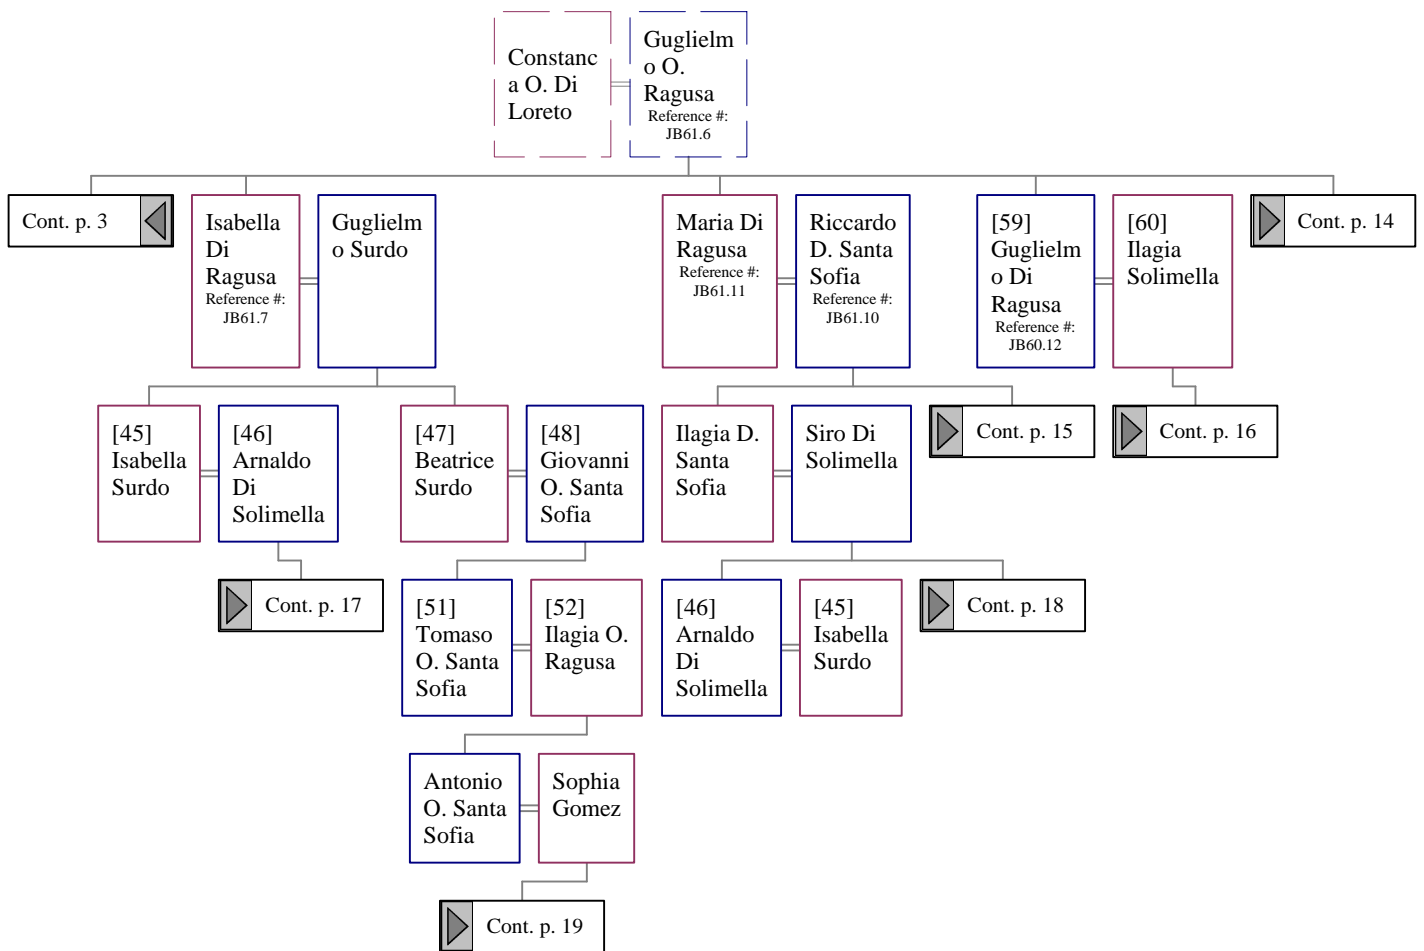 Constanc
a O. Di
Loreto
Guglielm
o O.
Ragusa
Reference #:
JB61.6
Cont. p. 3
Isabella
Di
Ragusa
Reference #:
JB61.7
Guglielm
o Surdo
Maria Di
Ragusa
Reference #:
JB61.11
Riccardo
D. Santa
Sofia
Reference #:
JB61.10
[59]
Guglielm
o Di
Ragusa
Reference #:
JB60.12
[60]
Ilagia
Solimella
Cont. p. 14
[45]
Isabella
Surdo
[46]
Arnaldo
Di
Solimella
[47]
Beatrice
Surdo
[48]
Giovanni
O. Santa
Sofia
Ilagia D.
Santa
Sofia
Siro Di
Solimella
Cont. p. 15
Cont. p. 16
Cont. p. 17
[51]
Tomaso
O. Santa
Sofia
[52]
Ilagia O.
Ragusa
[46]
Arnaldo
Di
Solimella
[45]
Isabella
Surdo
Cont. p. 18
Antonio
O. Santa
Sofia
Sophia
Gomez
Cont. p. 19